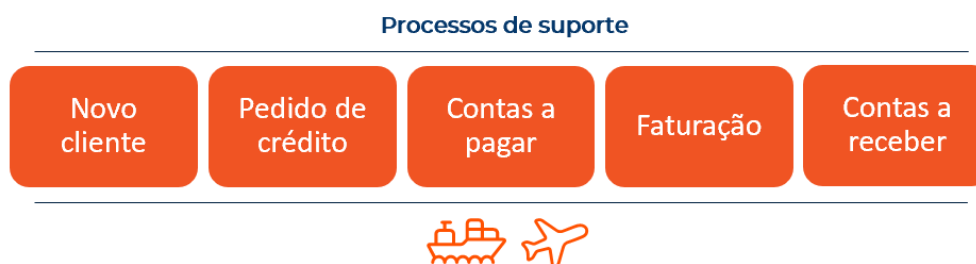 Processos de suporte
Novo
cliente
Pedido de
crédito
Contas a
pagar
Faturação
Contas a
receber